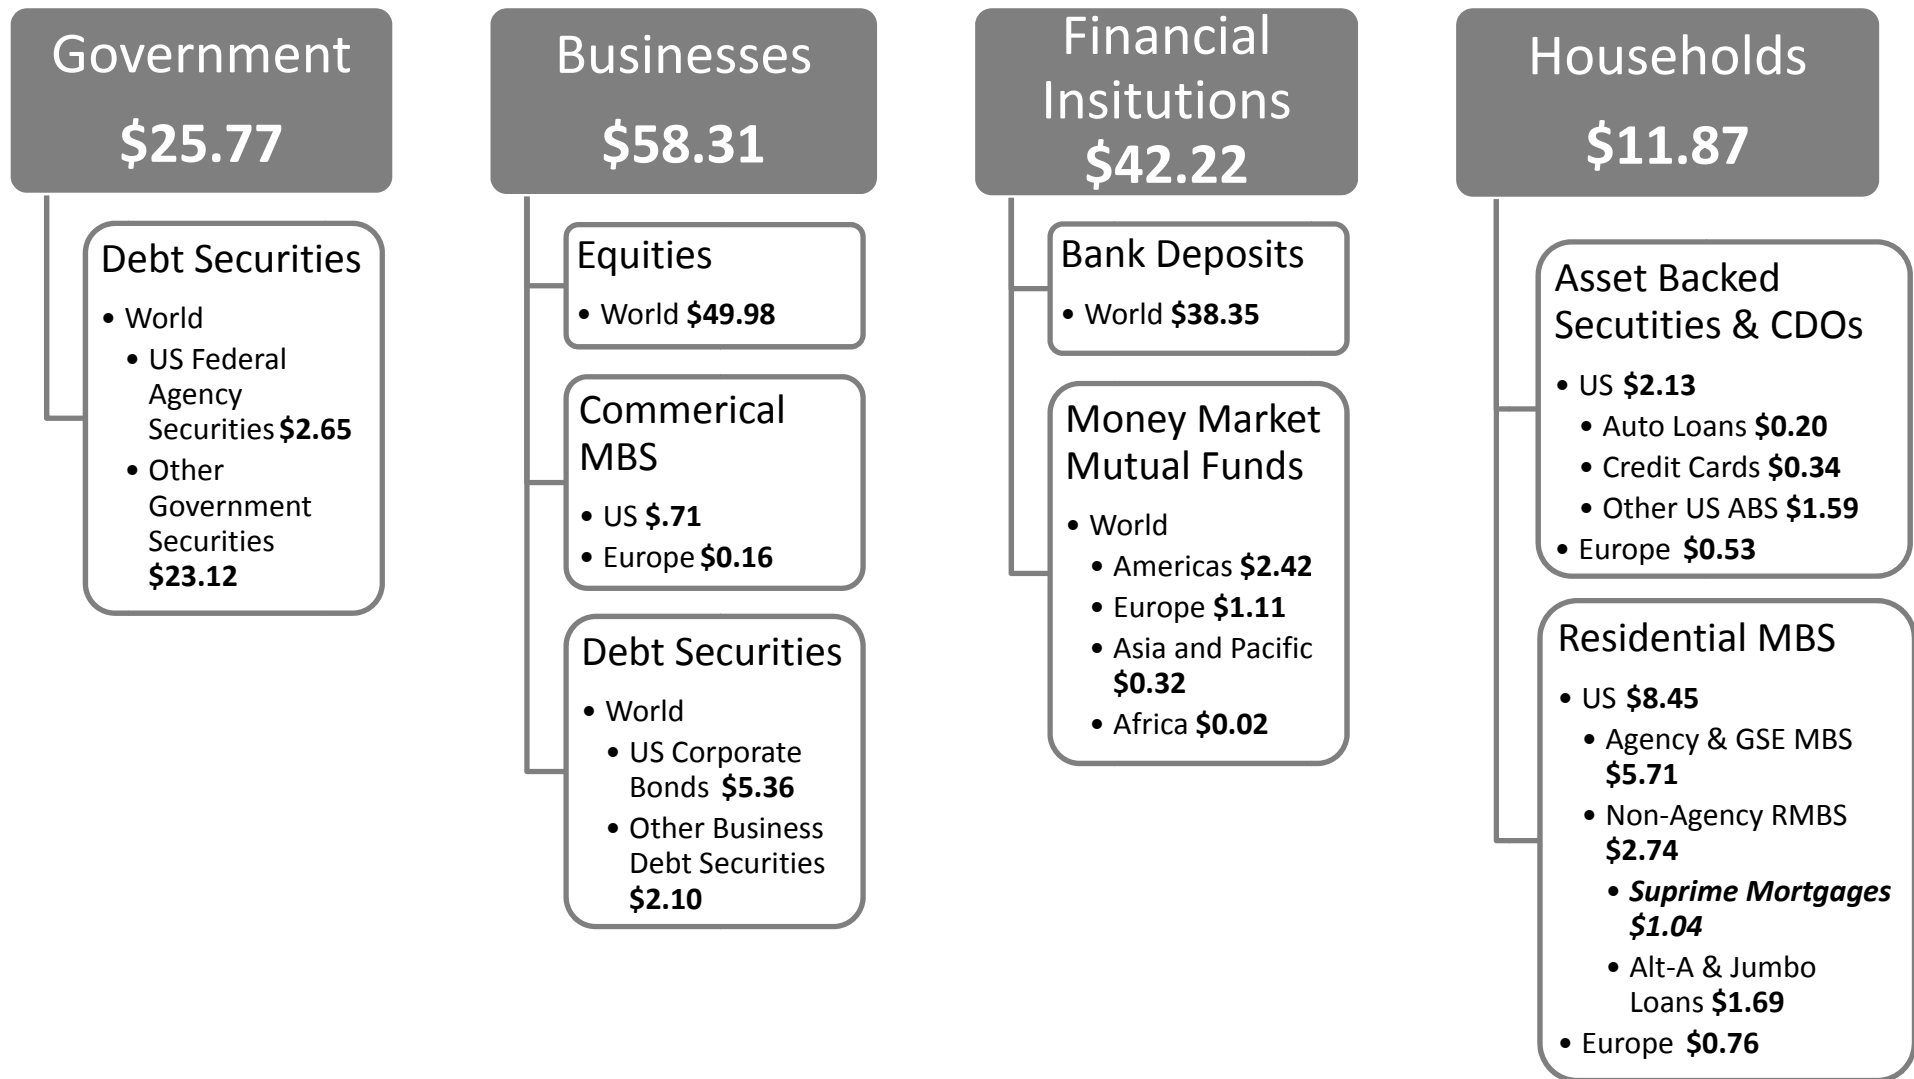 Government
$25.77
Debt Securities
• World
• US Federal
Agency
Securities $2.65
• Other
Government
Securities
$23.12
Businesses
$58.31
Equities
• World $49.98
Commerical
MBS
• US $.71
• Europe $0.16
Debt Securities
• World
• US Corporate
Bonds $5.36
• Other Business
Debt Securities
$2.10
Financial
Insitutions
$42.22
Bank Deposits
• World $38.35
Money Market
Mutual Funds
• World
• Americas $2.42
• Europe $1.11
• Asia and Pacific
$0.32
• Africa $0.02
Households
$11.87
Asset Backed
Secutities & CDOs
• US $2.13
• Auto Loans $0.20
• Credit Cards $0.34
• Other US ABS $1.59
• Europe $0.53
Residential MBS
• US $8.45
• Agency & GSE MBS
$5.71
• Non-Agency RMBS
$2.74
• Suprime Mortgages
$1.04
• Alt-A & Jumbo
Loans $1.69
• Europe $0.76